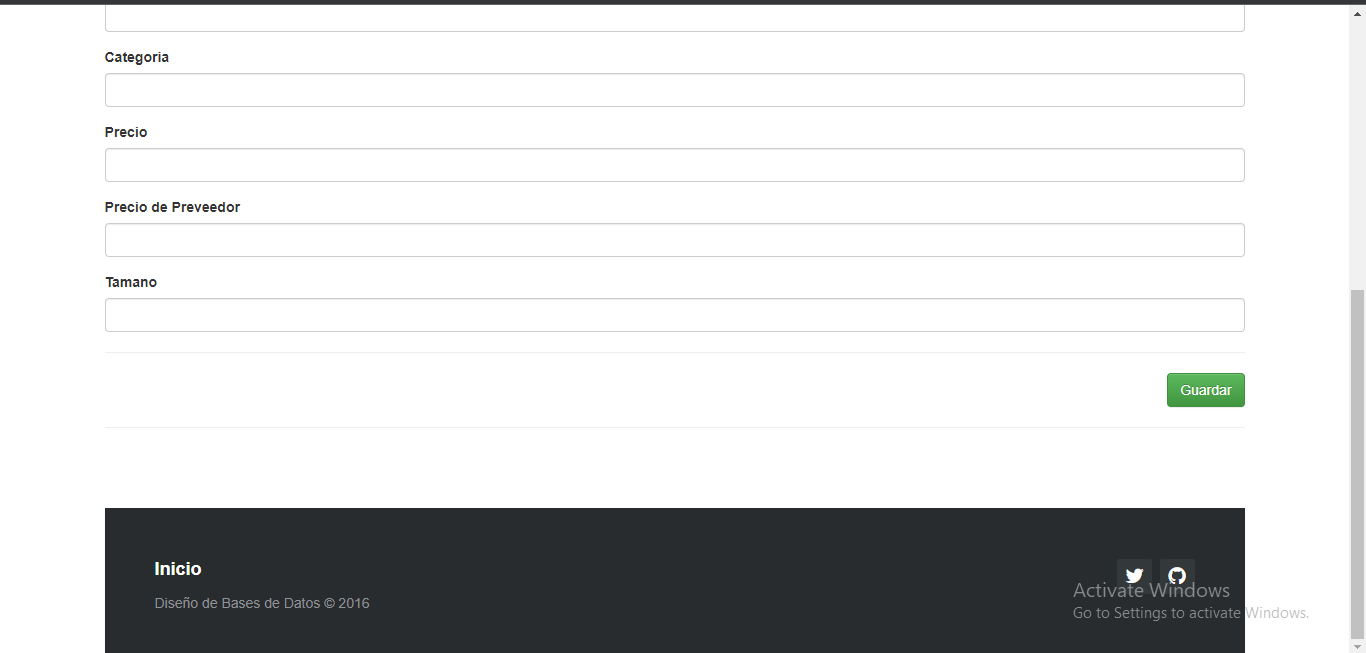 Categoria
Precio
Precio de Preveedor
Tamano
Guardar
Inicio
Diseño de Bases de Datos © 2016
Activate Windows
Go to Settings to activate Windows.